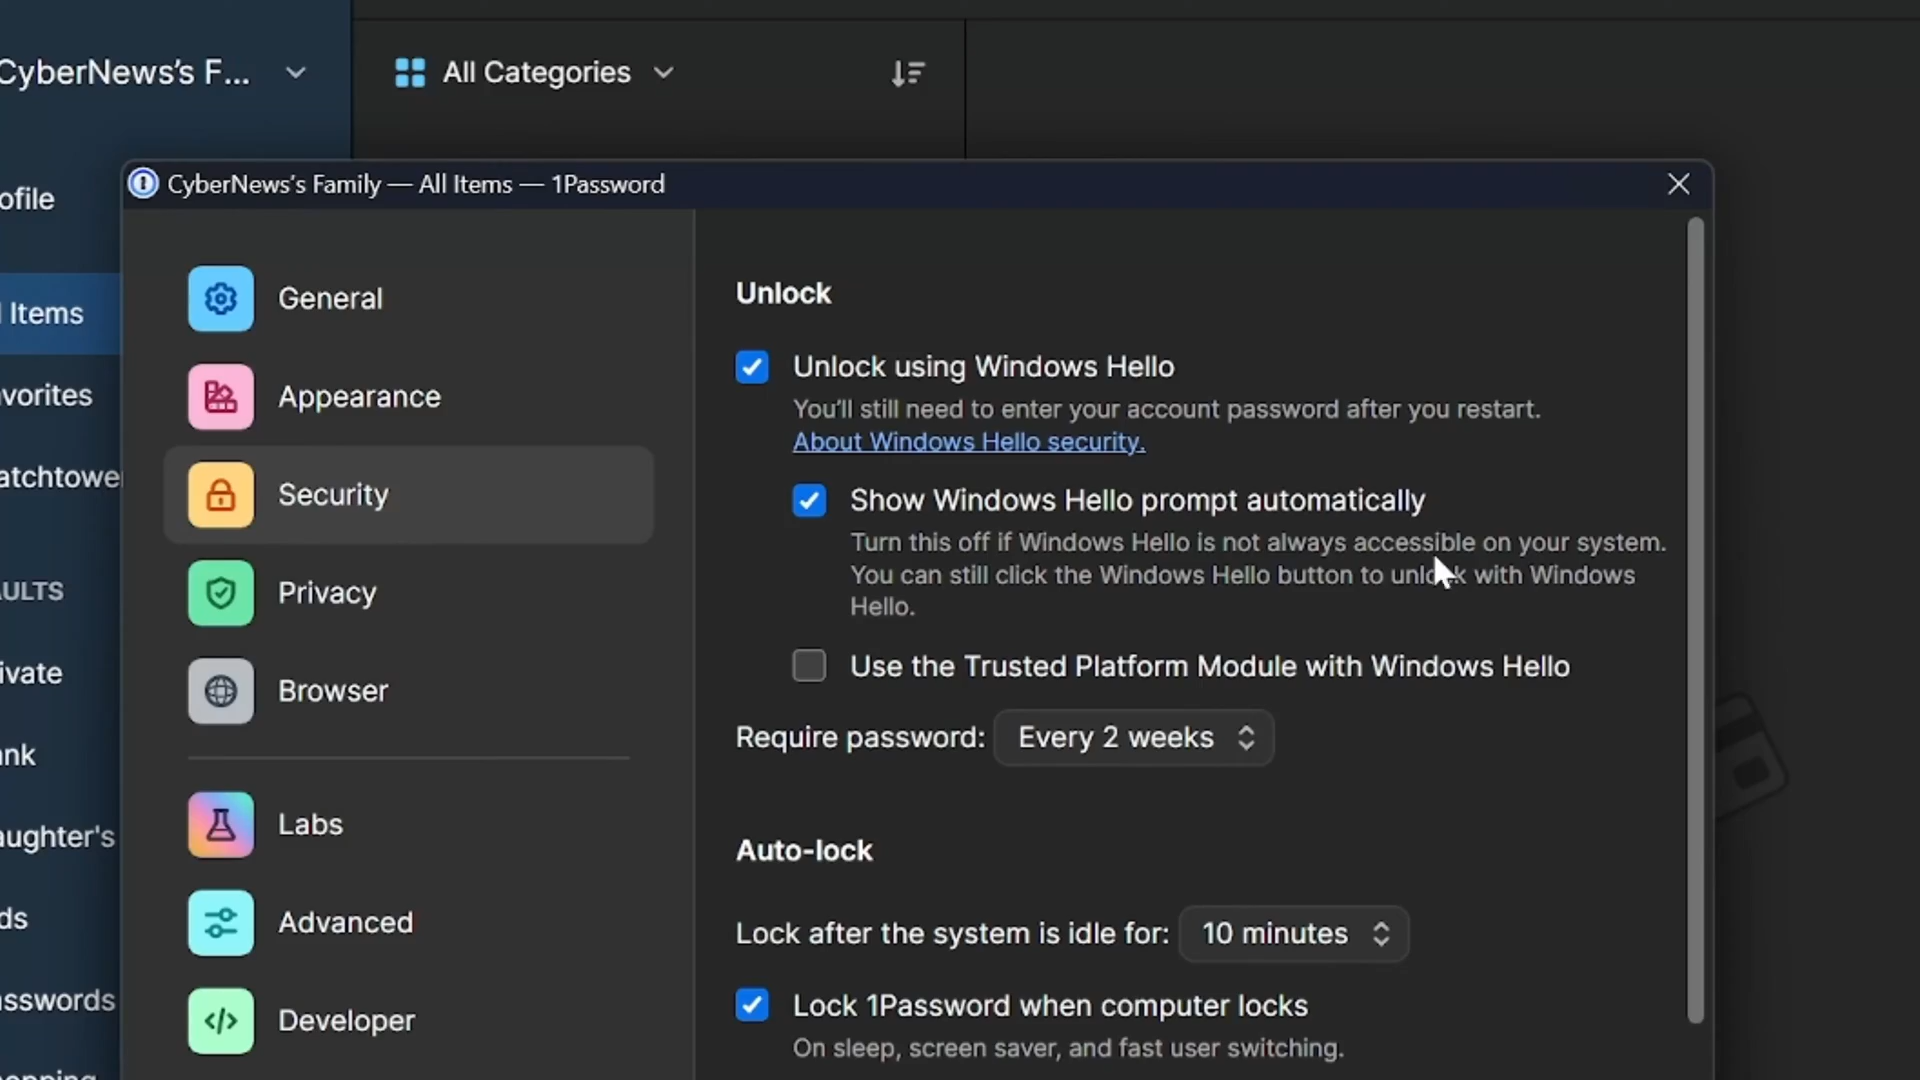 CyberNews's F...
All Categories
CyberNews's Family — All Items — 1Password
ofile
Items
vorites
atchtower
AULTS
ivate
nk
aughter's
ds
asswords
General
Appearance
Security
Privacy
Browser
Labs
Advanced
Developer
Unlock
Unlock using Windows Hello
You'll still need to enter your account password after you restart.
About Windows Hello security.
Show Windows Hello prompt automatically
Turn this off if Windows Hello is not always accessible on your system.
You can still click the Windows Hello button to unlock with Windows
Hello.
Use the Trusted Platform Module with Windows Hello
Require password: Every 2 weeks
Auto-lock
Lock after the system is idle for: 10 minutes
Lock 1Password when computer locks
On sleep, screen saver, and fast user switching.